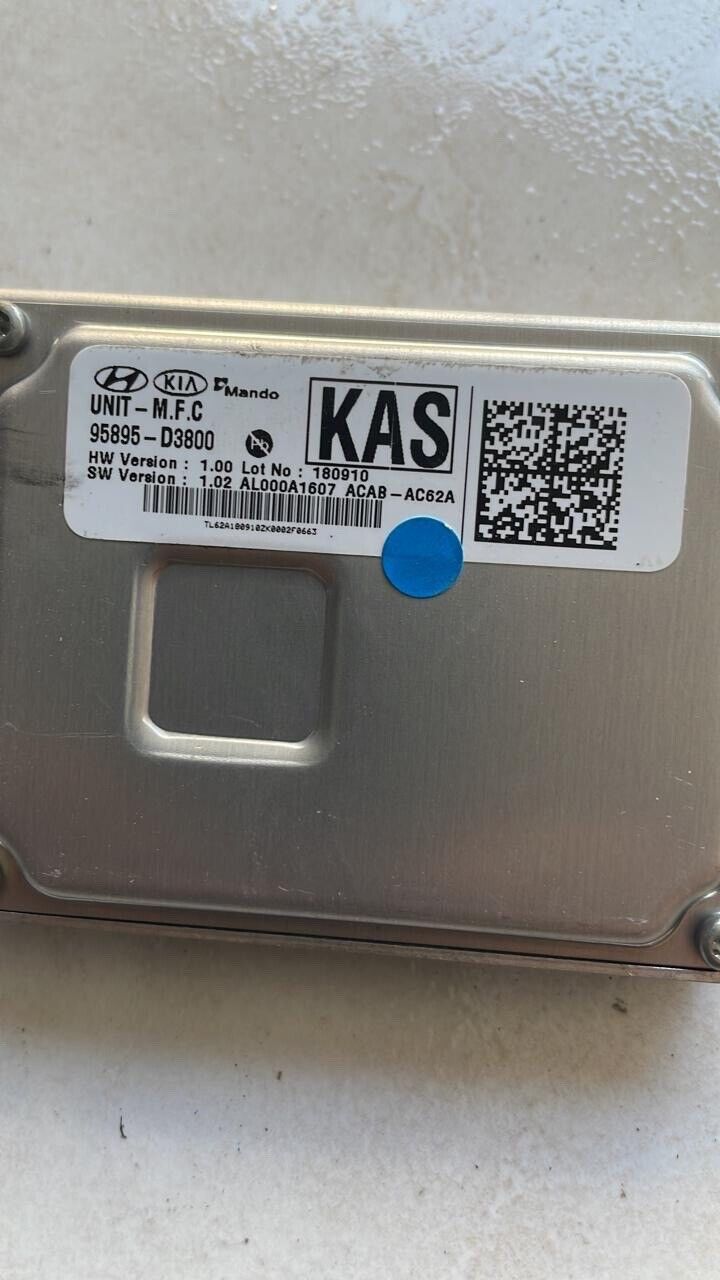 KIA Mando
UNIT-M.F.C
95895-D3800
KAS
HW Version : 1.00 Lot No : 180910
SW Version : 1.02 AL000A1607 ACAB-AC62A
TL62A180910ZK0002F0663